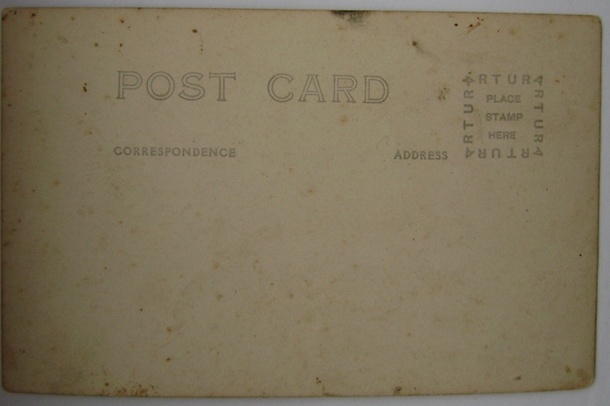 POST CARD
ARTURA
ARTURA
ARTURA
ARTURA
PLACE
STAMP
HERE
CORRESPONDENCE
ADDRESS